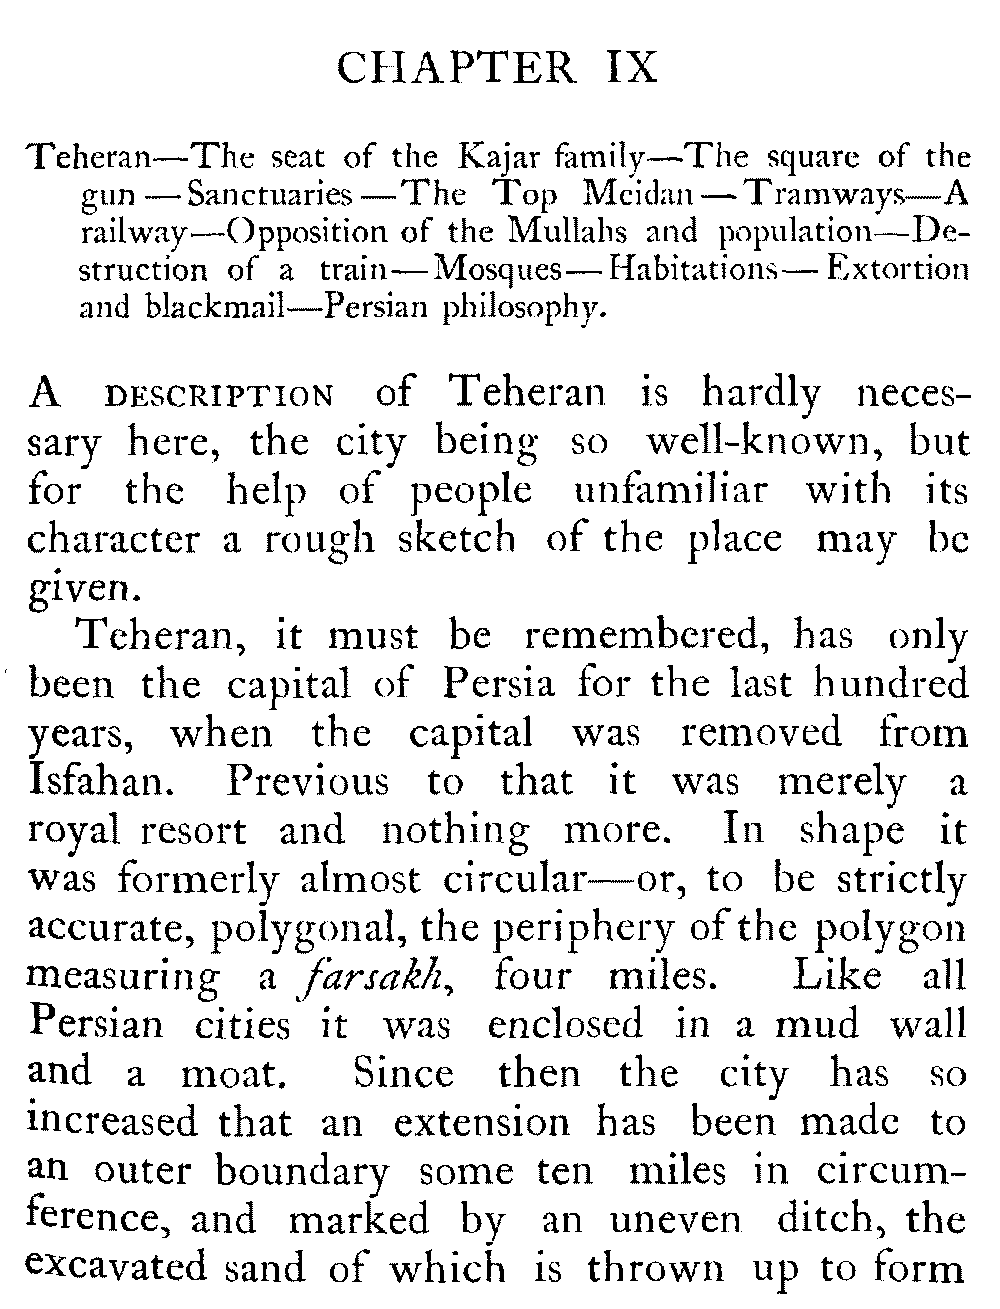 CHAPTER IX
Teheran—The seat of the Kajar family—The square of the
gun—Sanctuaries—The Top Meidan—Tramways—A
railway—Opposition of the Mullahs and population—De-
struction of a train—Mosques—Habitations—Extortion
and blackmail—Persian philosophy.
A DESCRIPTION of Teheran is hardly neces-
sary here, the city being so well-known, but
for the help of people unfamiliar with its
character a rough sketch of the place may be
given.
Teheran, it must be remembered, has only
been the capital of Persia for the last hundred
years, when the capital was removed from
Isfahan. Previous to that it was merely a
royal resort and nothing more. In shape it
was formerly almost circular—or, to be strictly
accurate, polygonal, the periphery of the polygon
measuring a farsakh, four miles. Like all
Persian cities it was enclosed in a mud wall
and a moat. Since then the city has so
increased that an extension has been made to
an outer boundary some ten miles in circum-
ference, and marked by an uneven ditch, the
excavated sand of which is thrown up to form